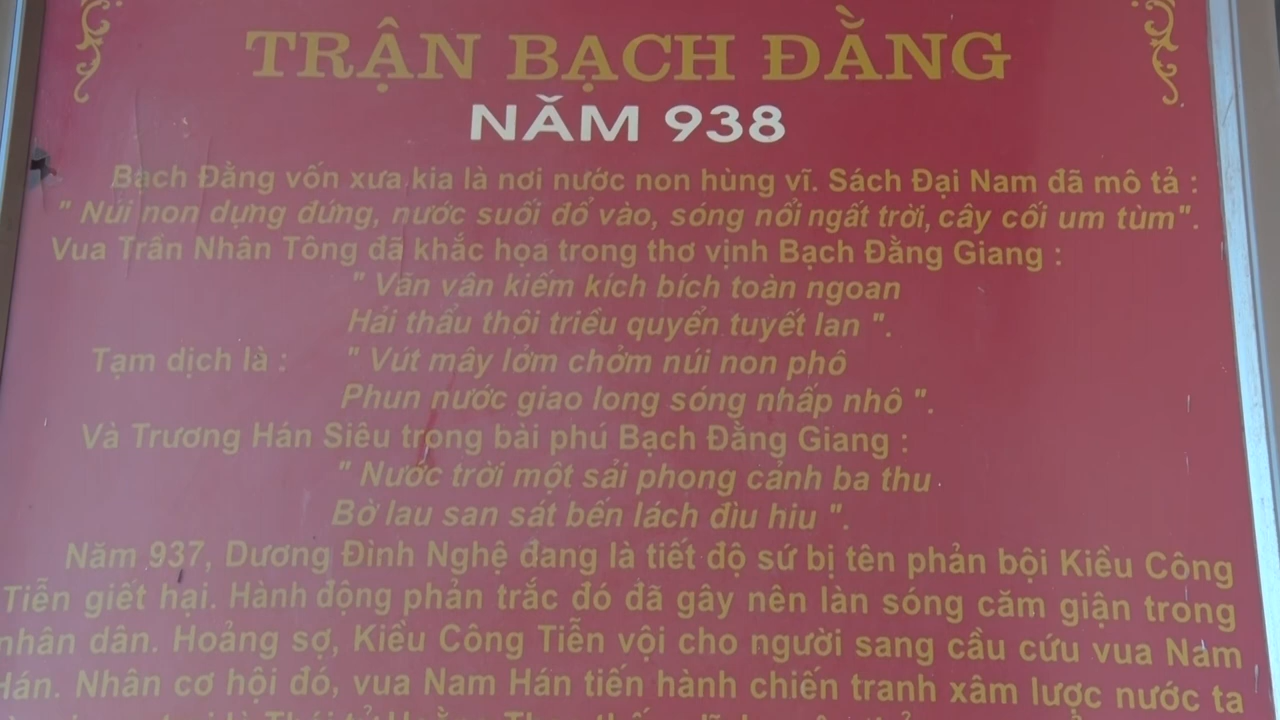 TRẬN BẠCH ĐẰNG
NĂM 938
Bạch Đằng vốn xưa kia là nơi nước non hùng vĩ. Sách Đại Nam đã mô tả :
" Núi non dựng đứng, nước suối đổ vào, sóng nổi ngất trời, cây cối um tùm".
Vua Trần Nhân Tông đã khắc họa trong thơ vịnh Bạch Đằng Giang :
" Vãn vân kiếm kích bích toàn ngoan
Hải thẩu thôi triều quyển tuyết lan ".
Tạm dịch là : " Vút mây lởm chởm núi non phô
Phun nước giao long sóng nhấp nhô ".
Và Trương Hán Siêu trong bài phú Bạch Đằng Giang :
" Nước trời một sải phong cảnh ba thu
Bờ lau san sát bến lách đìu hiu ".
Năm 937, Dương Đình Nghệ đang là tiết độ sứ bị tên phản bội Kiều Công
Tiễn giết hại. Hành động phản trắc đó đã gây nên làn sóng căm giận trong
nhân dân. Hoảng sợ, Kiều Công Tiễn vội cho người sang cầu cứu vua Nam
Hán. Nhân cơ hội đó, vua Nam Hán tiến hành chiến tranh xâm lược nước ta